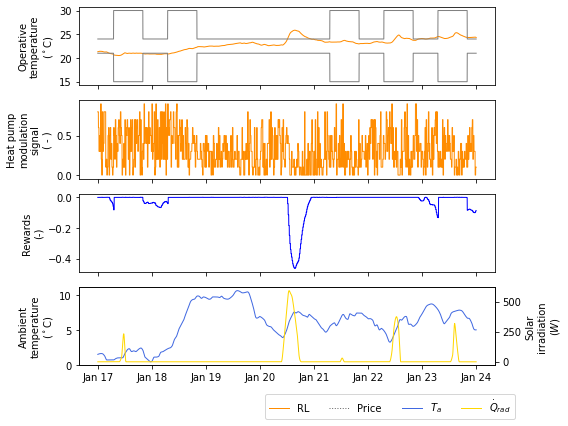 Operative
temperature
(°C)
30
25
20
15
Heat pump
modulation
signal
( - )
0.5
0.0
Rewards
(-)
0.0
−0.2
−0.4
Ambient
temperature
(°C)
10
5
0
Solar
irradiation
(W)
500
250
0
Jan 17 Jan 18 Jan 19 Jan 20 Jan 21 Jan 22 Jan 23 Jan 24
RL Price T_a Q̇_rad